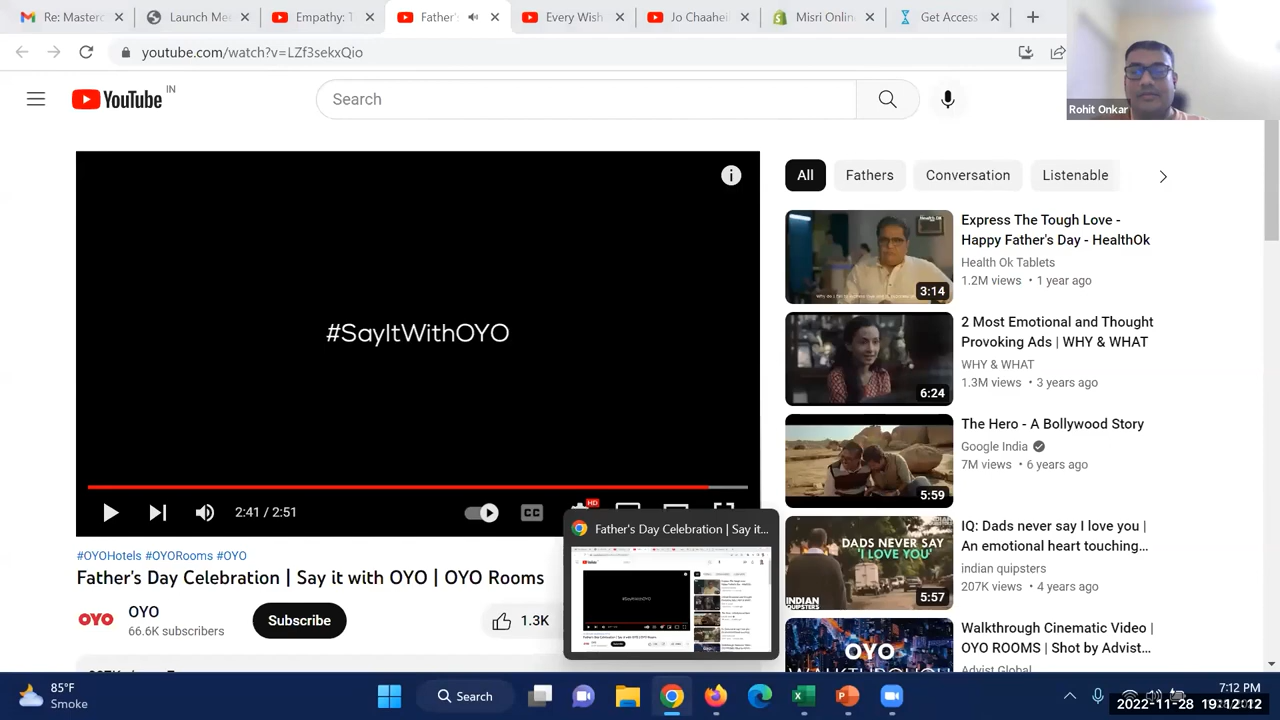 Re: Master
Launch Mee
Empathy: T
Father'
Every Wish
Jo Chaahe
Misri Onlin
Get Access
youtube.com/watch?v=LZf3sekxQio
Rohit Onkar
YouTube IN
Search
All
Fathers
Conversation
Listenable
#SayItWithOYO
Express The Tough Love -
Happy Father's Day - HealthOk
Health Ok Tablets
1.2M views • 1 year ago
3:14
2 Most Emotional and Thought
Provoking Ads | WHY & WHAT
WHY & WHAT
1.3M views • 3 years ago
6:24
The Hero - A Bollywood Story
Google India
7M views • 6 years ago
5:59
IQ: Dads never say I love you |
An emotional heart touching...
indian quipsters
207K views • 4 years ago
DADS NEVER SAY
'I LOVE YOU'
INDIAN
QUIPSTERS
5:57
Walkthrough Cinematic Video |
OYO ROOMS | Shot by Advist...
Advist Global
OYO
WALKTHROUGH
2:41 / 2:51
CC
HD
#OYOHotels #OYORooms #OYO
Father's Day Celebration | Say it with OYO | OYO Rooms
OYO
OYO
66.6K subscribers
Subscribe
1.3K
Father's Day Celebration | Say it...
85°F
Smoke
Search
7:12 PM
2022-11-28 19:12:12